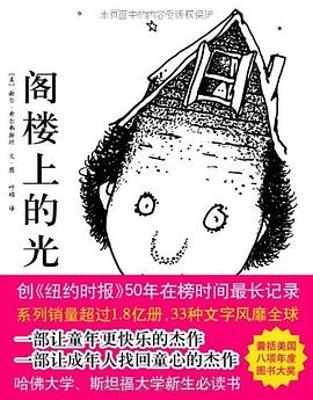 本页面中的内容受版权保护
阁楼上的光
[美] 谢尔·希尔弗斯坦 文·图 叶硕 译
创《纽约时报》50年在榜时间最长记录
系列销量超过1.8亿册,33种文字风靡全球
一部让童年更快乐的杰作
一部让成年人找回童心的杰作
哈佛大学、斯坦福大学新生必读书
囊括美国
八项年度
图书大奖